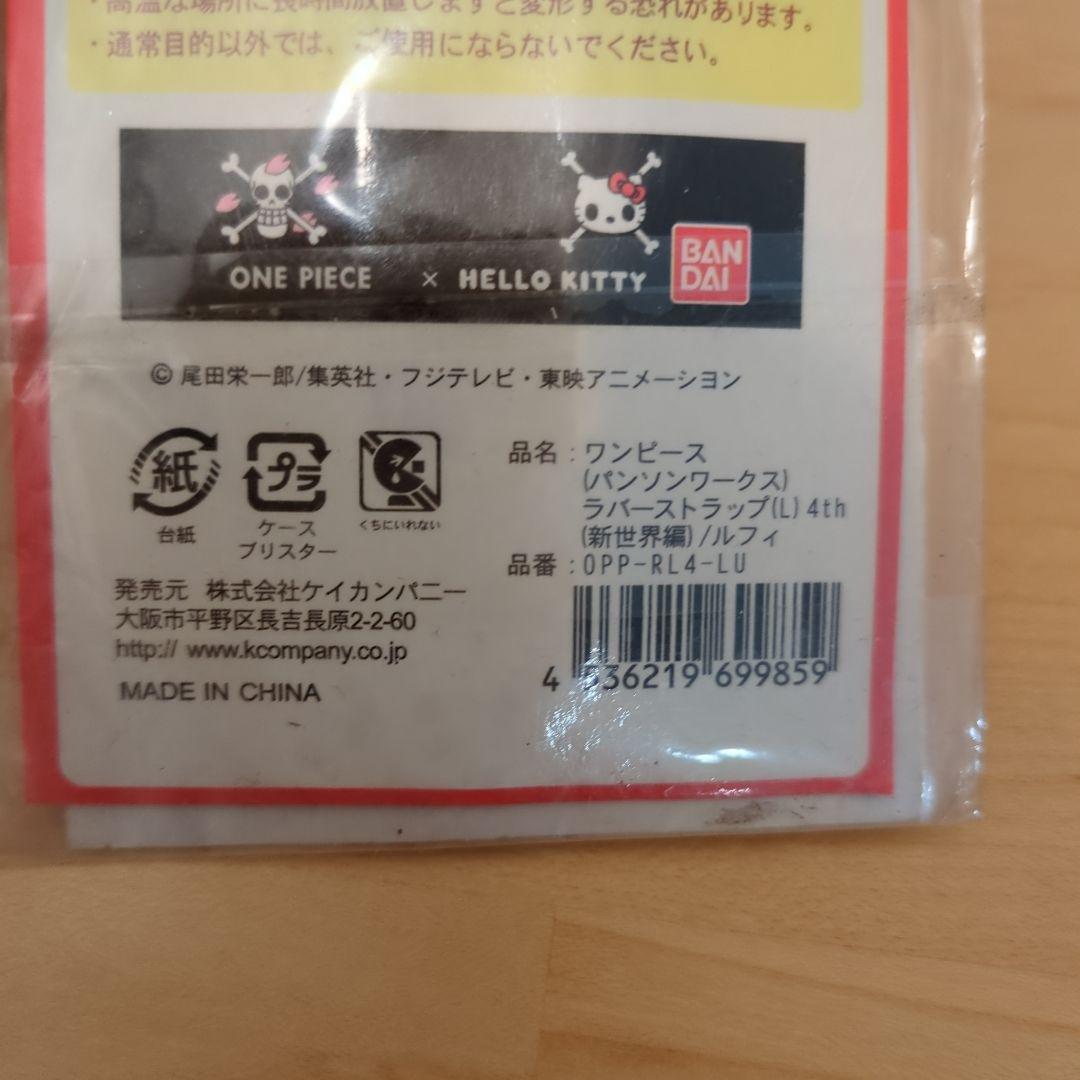 ・高温な場所に長時間放置しますと変形する恐れがあります。
・通常目的以外では、ご使用にならないでください。
ONE PIECE × HELLO KITTY
BAN
DAI
© 尾田栄一郎/集英社・フジテレビ・東映アニメーシヨン
紙
台紙
プラ
ケース
ブリスター
くちにいれない
品名：ワンピース
(パンソンワークス)
ラバーストラップ(L) 4th
(新世界編)/ルフィ
品番：OPP-RL4-LU
発売元 株式会社ケイカンパニー
大阪市平野区長吉長原2-2-60
http:// www.kcompany.co.jp
MADE IN CHINA
4 536219 699859